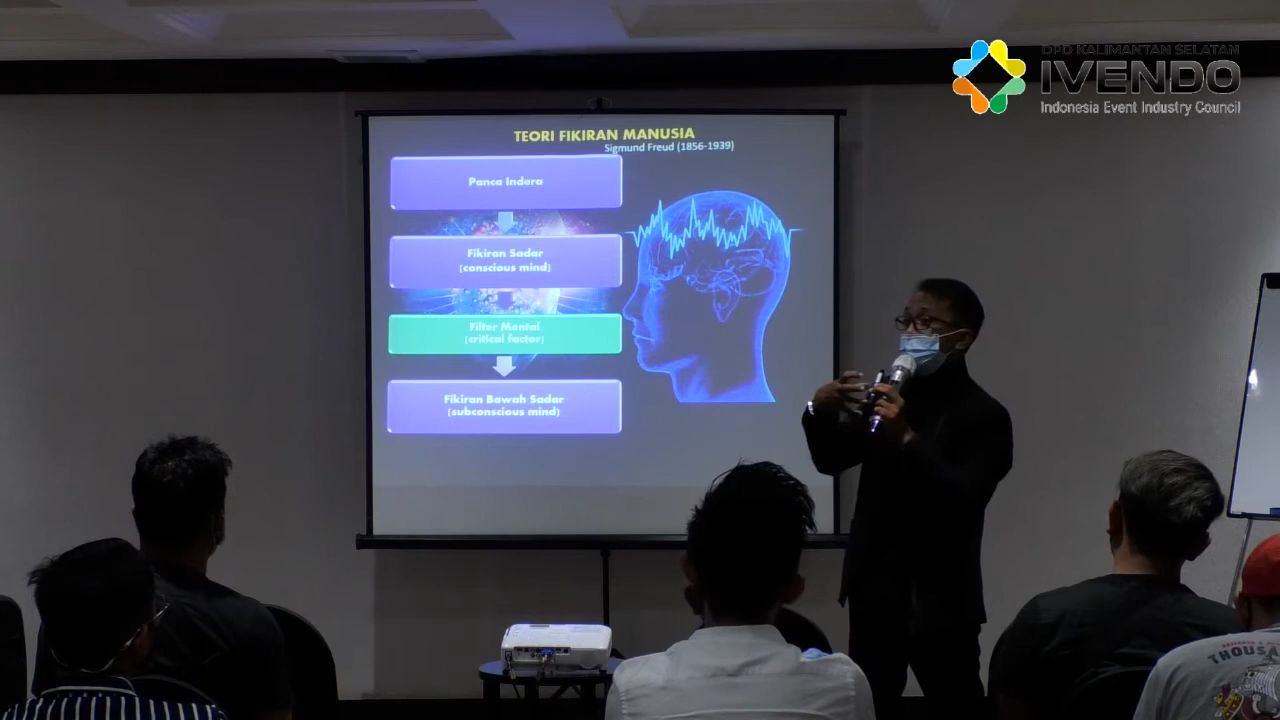 DPD KALIMANTAN SELATAN
IVENDO
Indonesia Event Industry Council
TEORI FIKIRAN MANUSIA
Sigmund Freud (1856-1939)
Panca Indera
Fikiran Sadar
(conscious mind)
Filter Mental
(critical factor)
Fikiran Bawah Sadar
(subconscious mind)
THOUSA